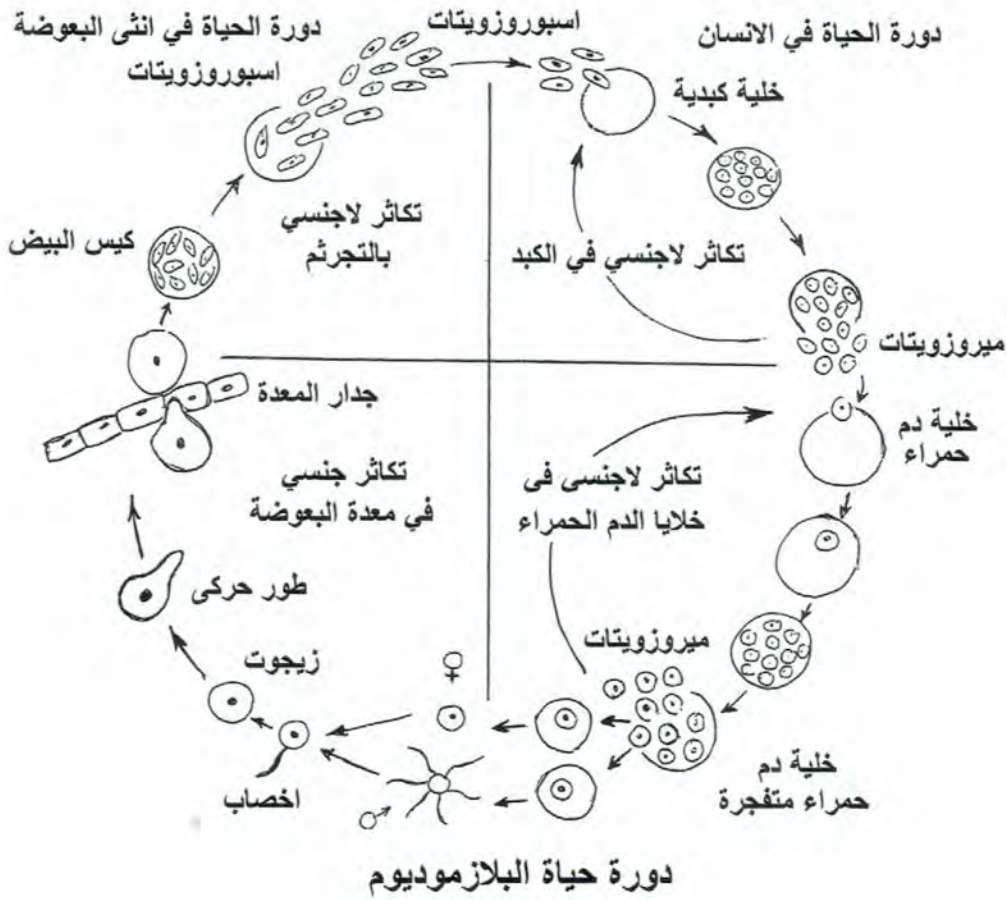 دورة الحياة في الانسان
اسبوروزويتات
دورة الحياة في انثى البعوضة
اسبوروزويتات
خلية كبدية
تكاثر لاجنسي
بالتجرثم
كيس البيض
تكاثر لاجنسي في الكبد
ميروزويتات
جدار المعدة
خلية دم
حمراء
تكاثر جنسي
في معدة البعوضة
تكاثر لاجنسى فى
خلايا الدم الحمراء
طور حركى
ميروزويتات
زيجوت
♀
خلية دم
حمراء متفجرة
اخصاب
♂
دورة حياة البلازموديوم